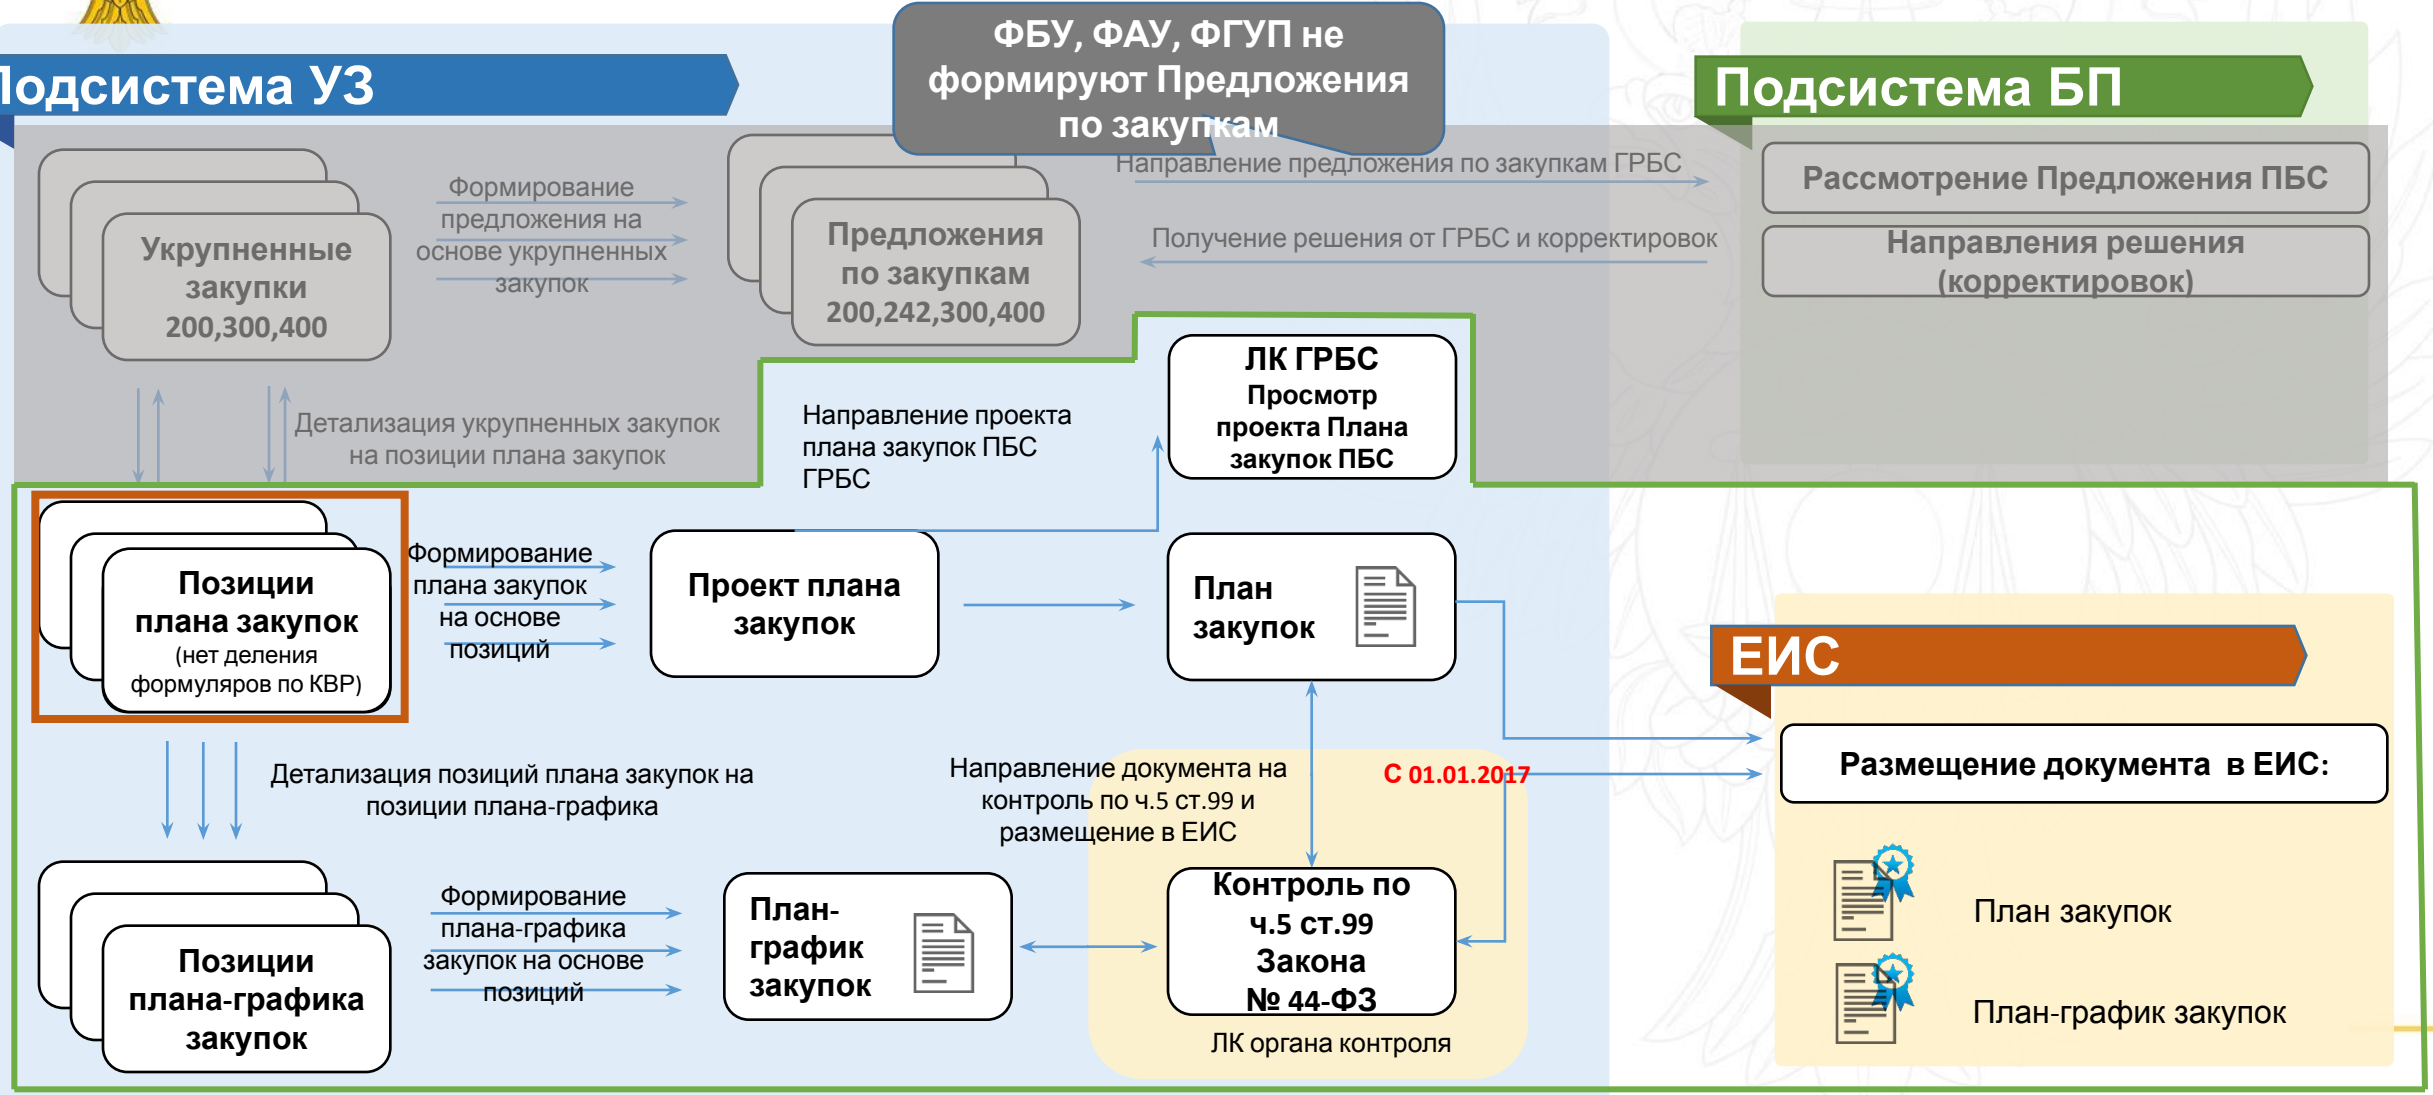 ФБУ, ФАУ, ФГУП не
формируют Предложения
по закупкам
Подсистема УЗ
Подсистема БП
Укрупненные
закупки
200,300,400
Формирование
предложения на
основе укрупненных
закупок
Предложения
по закупкам
200,242,300,400
Направление предложения по закупкам ГРБС
Получение решения от ГРБС и корректировок
Рассмотрение Предложения ПБС
Направления решения
(корректировок)
Детализация укрупненных закупок
на позиции плана закупок
Направление проекта
плана закупок ПБС
ГРБС
ЛК ГРБС
Просмотр
проекта Плана
закупок ПБС
Позиции
плана закупок
(нет деления
формуляров по КВР)
Формирование
плана закупок
на основе
позиций
Проект плана
закупок
План
закупок
ЕИС
Размещение документа в ЕИС:
План закупок
План-график закупок
Детализация позиций плана закупок на
позиции плана-графика
Направление документа на
контроль по ч.5 ст.99 и
размещение в ЕИС
С 01.01.2017
Позиции
плана-графика
закупок
Формирование
плана-графика
закупок на основе
позиций
План-
график
закупок
Контроль по
ч.5 ст.99
Закона
№ 44-ФЗ
ЛК органа контроля